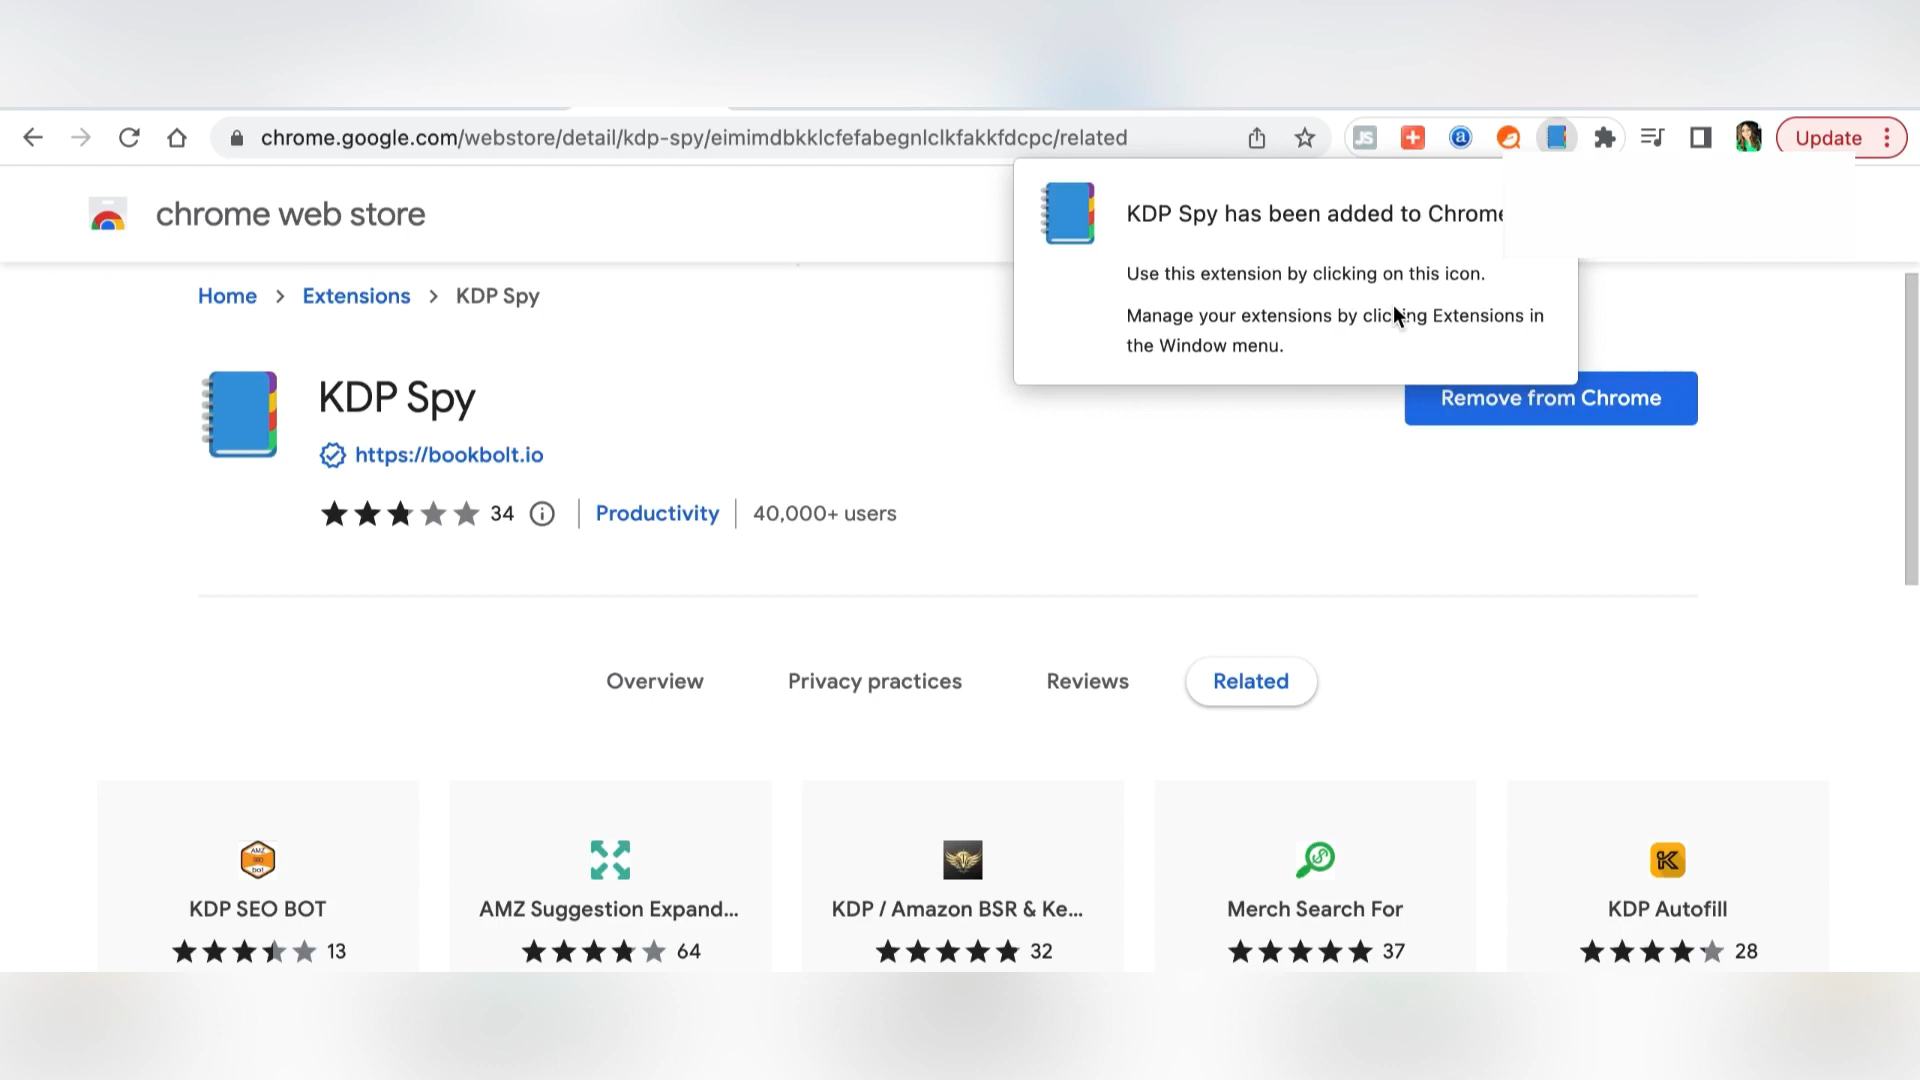 chrome.google.com/webstore/detail/kdp-spy/eimimdbkklcfefabegnlclkfakkfdcpc/related
JS
a
Update
chrome web store
KDP Spy has been added to Chrome
Use this extension by clicking on this icon.
Manage your extensions by clicking Extensions in
the Window menu.
Home > Extensions > KDP Spy
KDP Spy
Remove from Chrome
https://bookbolt.io
34
Productivity
40,000+ users
Overview
Privacy practices
Reviews
Related
AMZ
SEO
bot
K
KDP SEO BOT
AMZ Suggestion Expand...
KDP / Amazon BSR & Ke...
Merch Search For
KDP Autofill
13
64
32
37
28